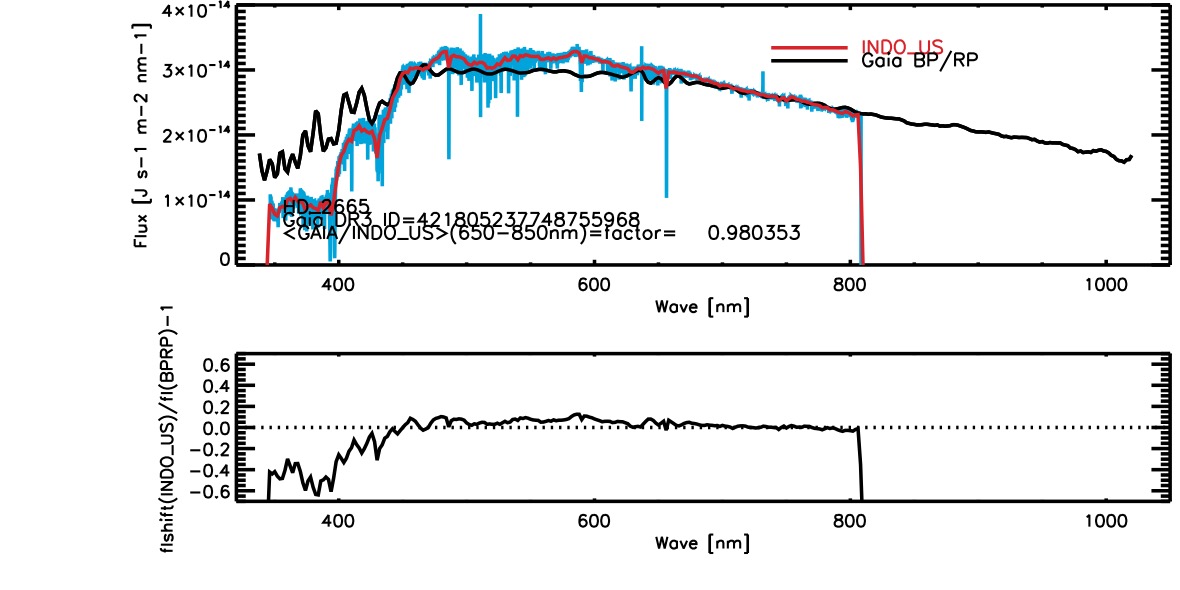 4×10−14
3×10−14
2×10−14
1×10−14
0
Flux [J s−1 m−2 nm−1]
INDO_US
Gaia BP/RP
HD_2665
Gaia DR3 ID=421805237748755968
<GAIA/INDO_US>(650−850nm)=factor= 0.980353
400 600 800 1000
Wave [nm]
flshift(INDO_US)/fl(BPRP)−1
0.6
0.4
0.2
0.0
−0.2
−0.4
−0.6
400 600 800 1000
Wave [nm]